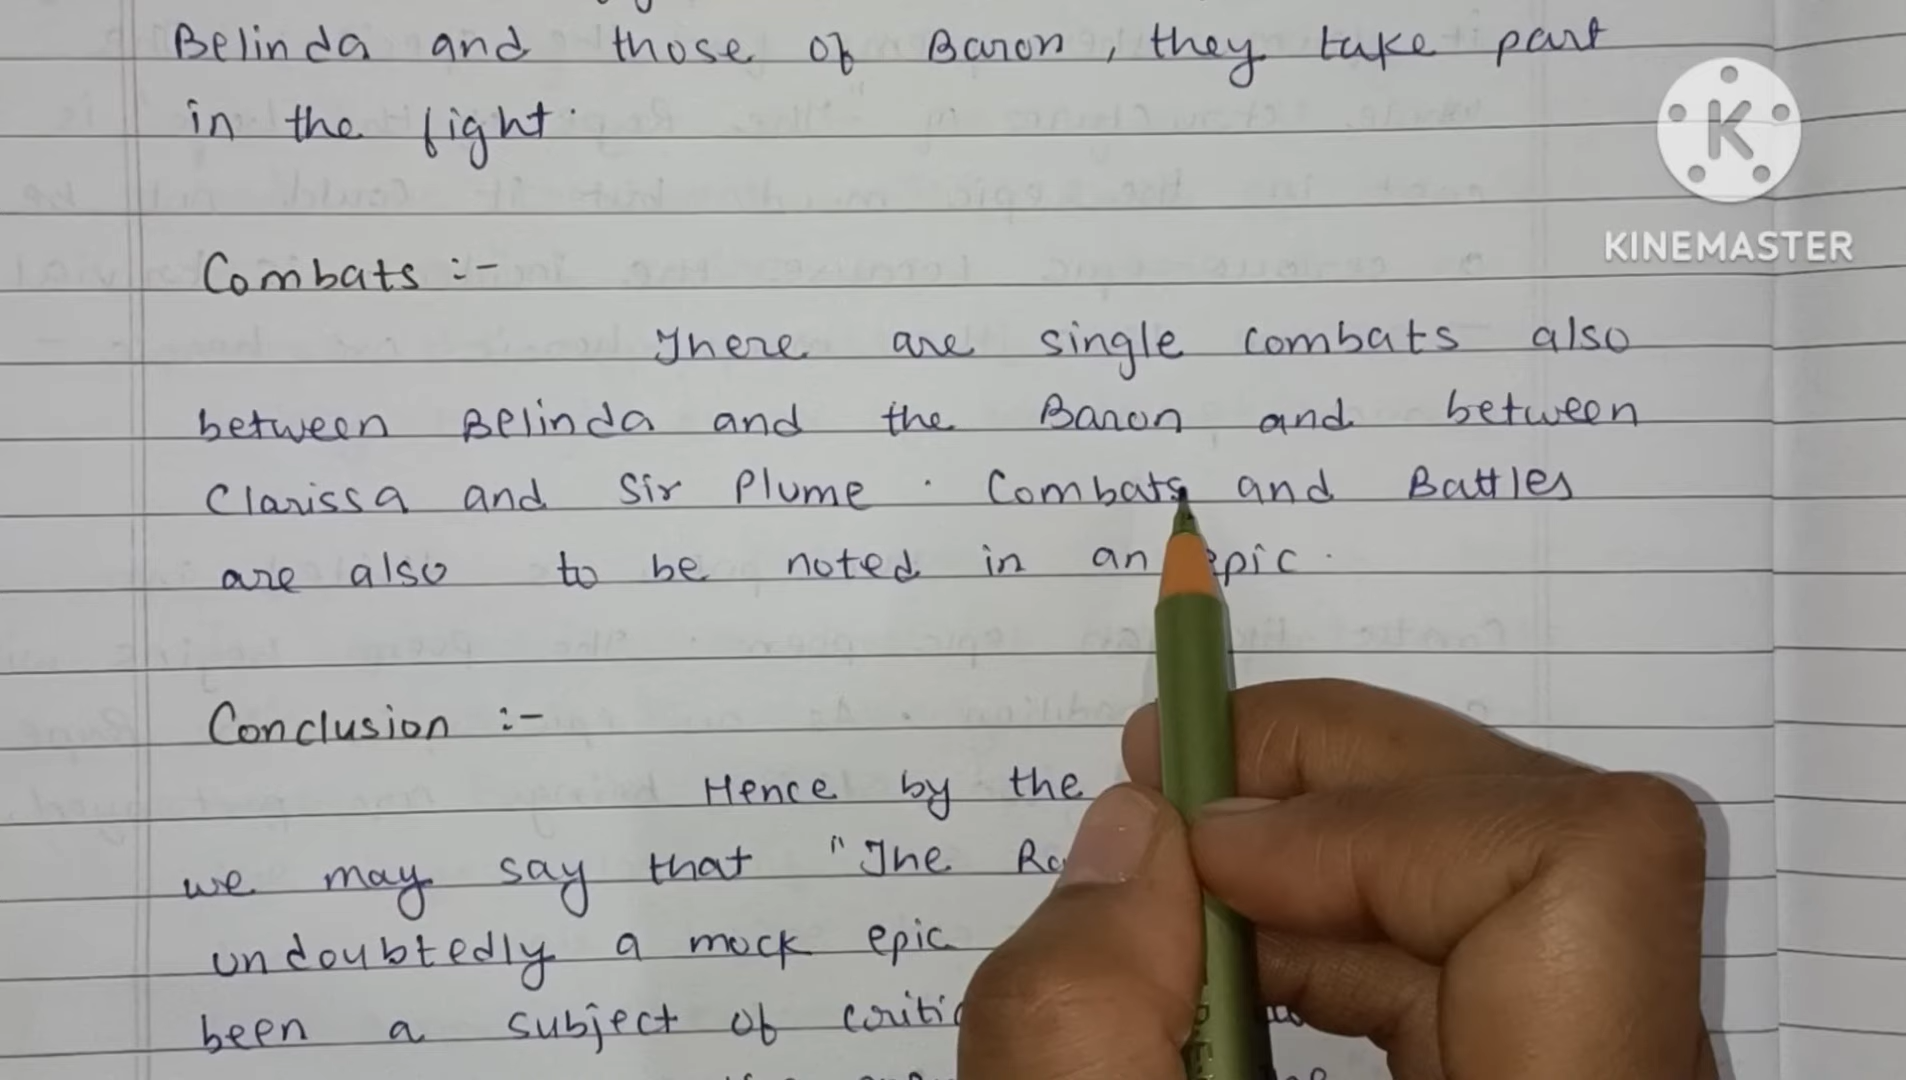 Belinda and those of Baron, they take part
in the fight.
K
KINEMASTER
Combats :-
There are single combats also
between Belinda and the Baron and between
Clarissa and Sir Plume. Combats and Battles
are also to be noted in an epic.
Conclusion :-
Hence by the
we may say that "The
undoubtedly a mock epic
been a subject of